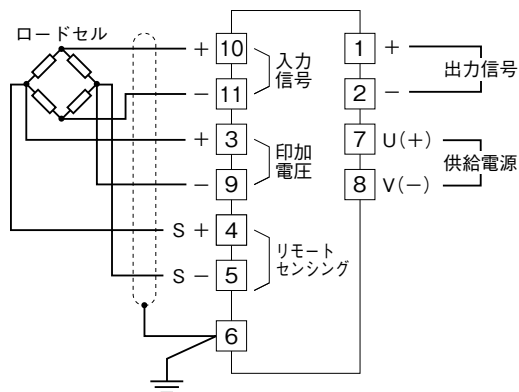 ロードセル
+ 10 入力信号
− 11
+ 3 印加電圧
− 9
S + 4 リモートセンシング
S − 5
6
1 + 出力信号
2 −
7 U(+) 供給電源
8 V(−)